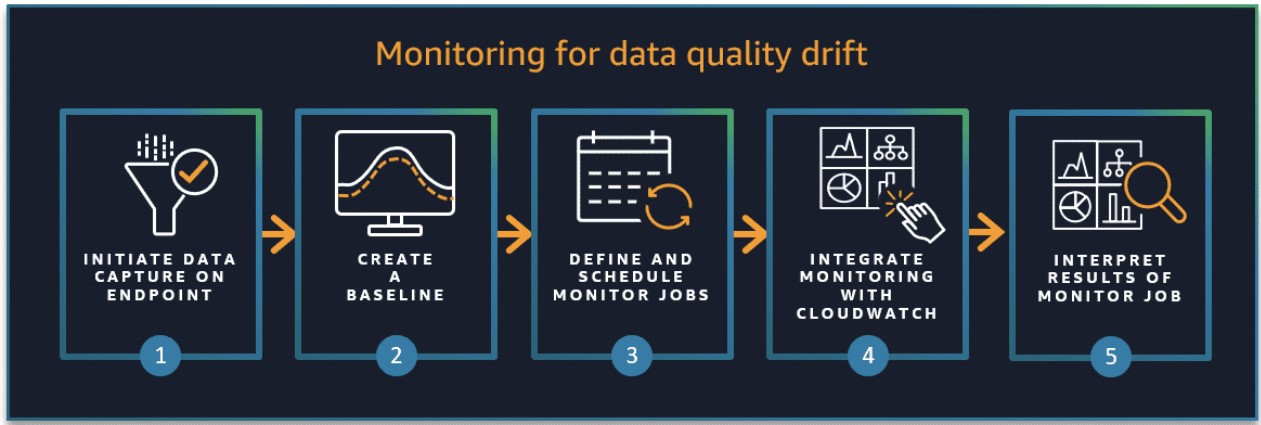 Monitoring for data quality drift
INITIATE DATA
CAPTURE ON
ENDPOINT
1
CREATE
A
BASELINE
2
DEFINE AND
SCHEDULE
MONITOR JOBS
3
INTEGRATE
MONITORING
WITH
CLOUDWATCH
4
INTERPRET
RESULTS OF
MONITOR JOB
5